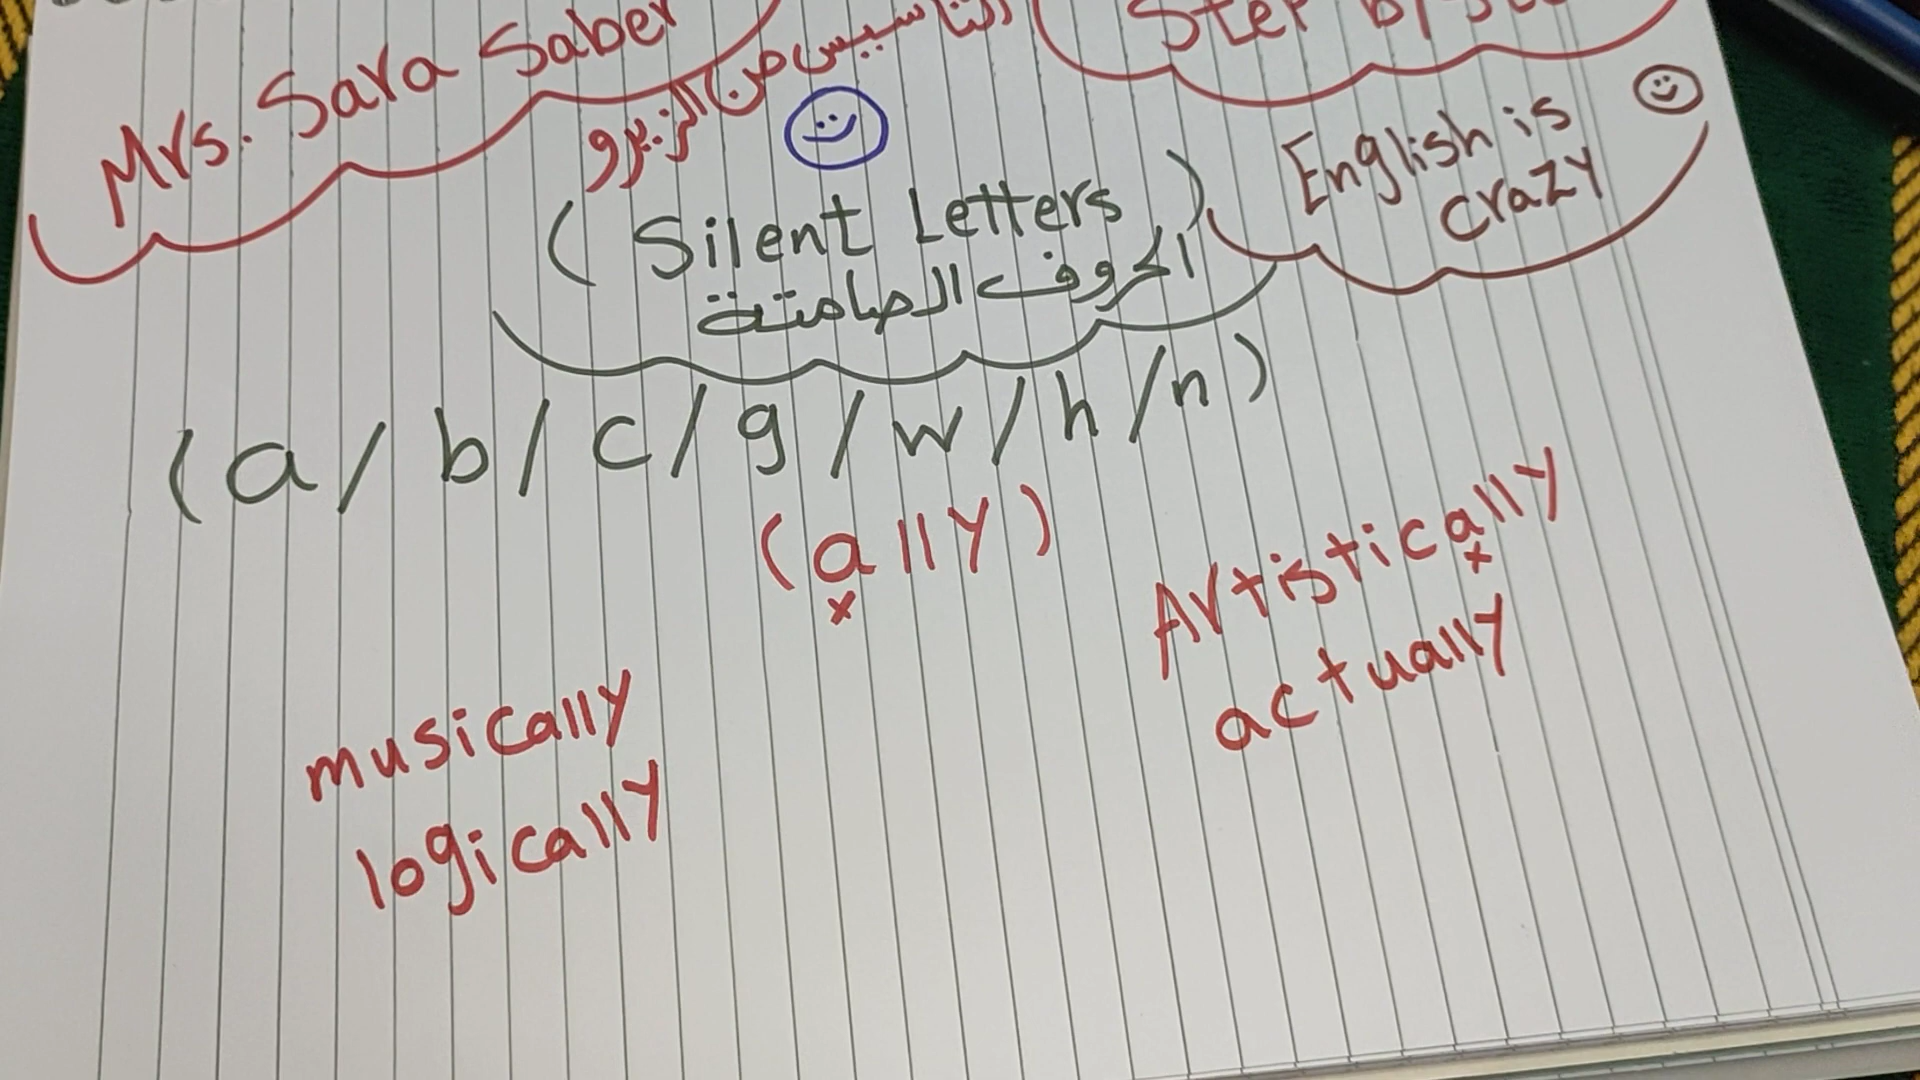 Mrs. Sara Saber
التأسيس من الزيرو
Step by
English is
crazy
( Silent Letters )
الحروف الصامتة
(a/ b/ c/ g/ w/ h/n)
(ally)
x
Artistically
x
actually
musically
logically